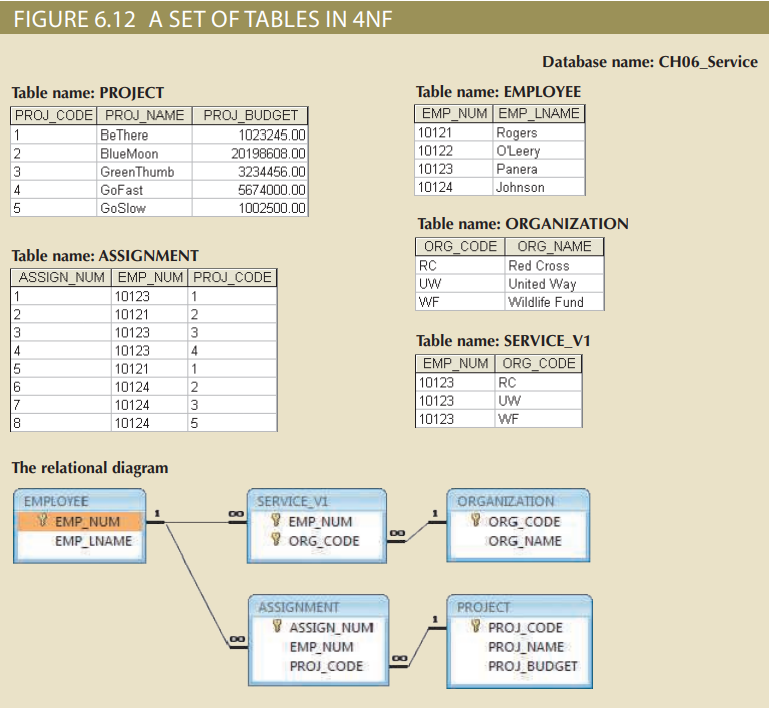 FIGURE 6.12 A SET OF TABLES IN 4NF
Database name: CH06_Service
Table name: PROJECT
PROJ_CODE PROJ_NAME PROJ_BUDGET
1 BeThere 1023245.00
2 BlueMoon 20198608.00
3 GreenThumb 3234456.00
4 GoFast 5674000.00
5 GoSlow 1002500.00
Table name: EMPLOYEE
EMP_NUM EMP_LNAME
10121 Rogers
10122 O'Leery
10123 Panera
10124 Johnson
Table name: ORGANIZATION
ORG_CODE ORG_NAME
RC Red Cross
UW United Way
WF Wildlife Fund
Table name: ASSIGNMENT
ASSIGN_NUM EMP_NUM PROJ_CODE
1 10123 1
2 10121 2
3 10123 3
4 10123 4
5 10121 1
6 10124 2
7 10124 3
8 10124 5
Table name: SERVICE_V1
EMP_NUM ORG_CODE
10123 RC
10123 UW
10123 WF
The relational diagram
EMPLOYEE
EMP_NUM
EMP_LNAME
1
∞
SERVICE_V1
EMP_NUM
ORG_CODE
∞
1
ORGANIZATION
ORG_CODE
ORG_NAME
∞
ASSIGNMENT
ASSIGN_NUM
EMP_NUM
PROJ_CODE
∞
1
PROJECT
PROJ_CODE
PROJ_NAME
PROJ_BUDGET